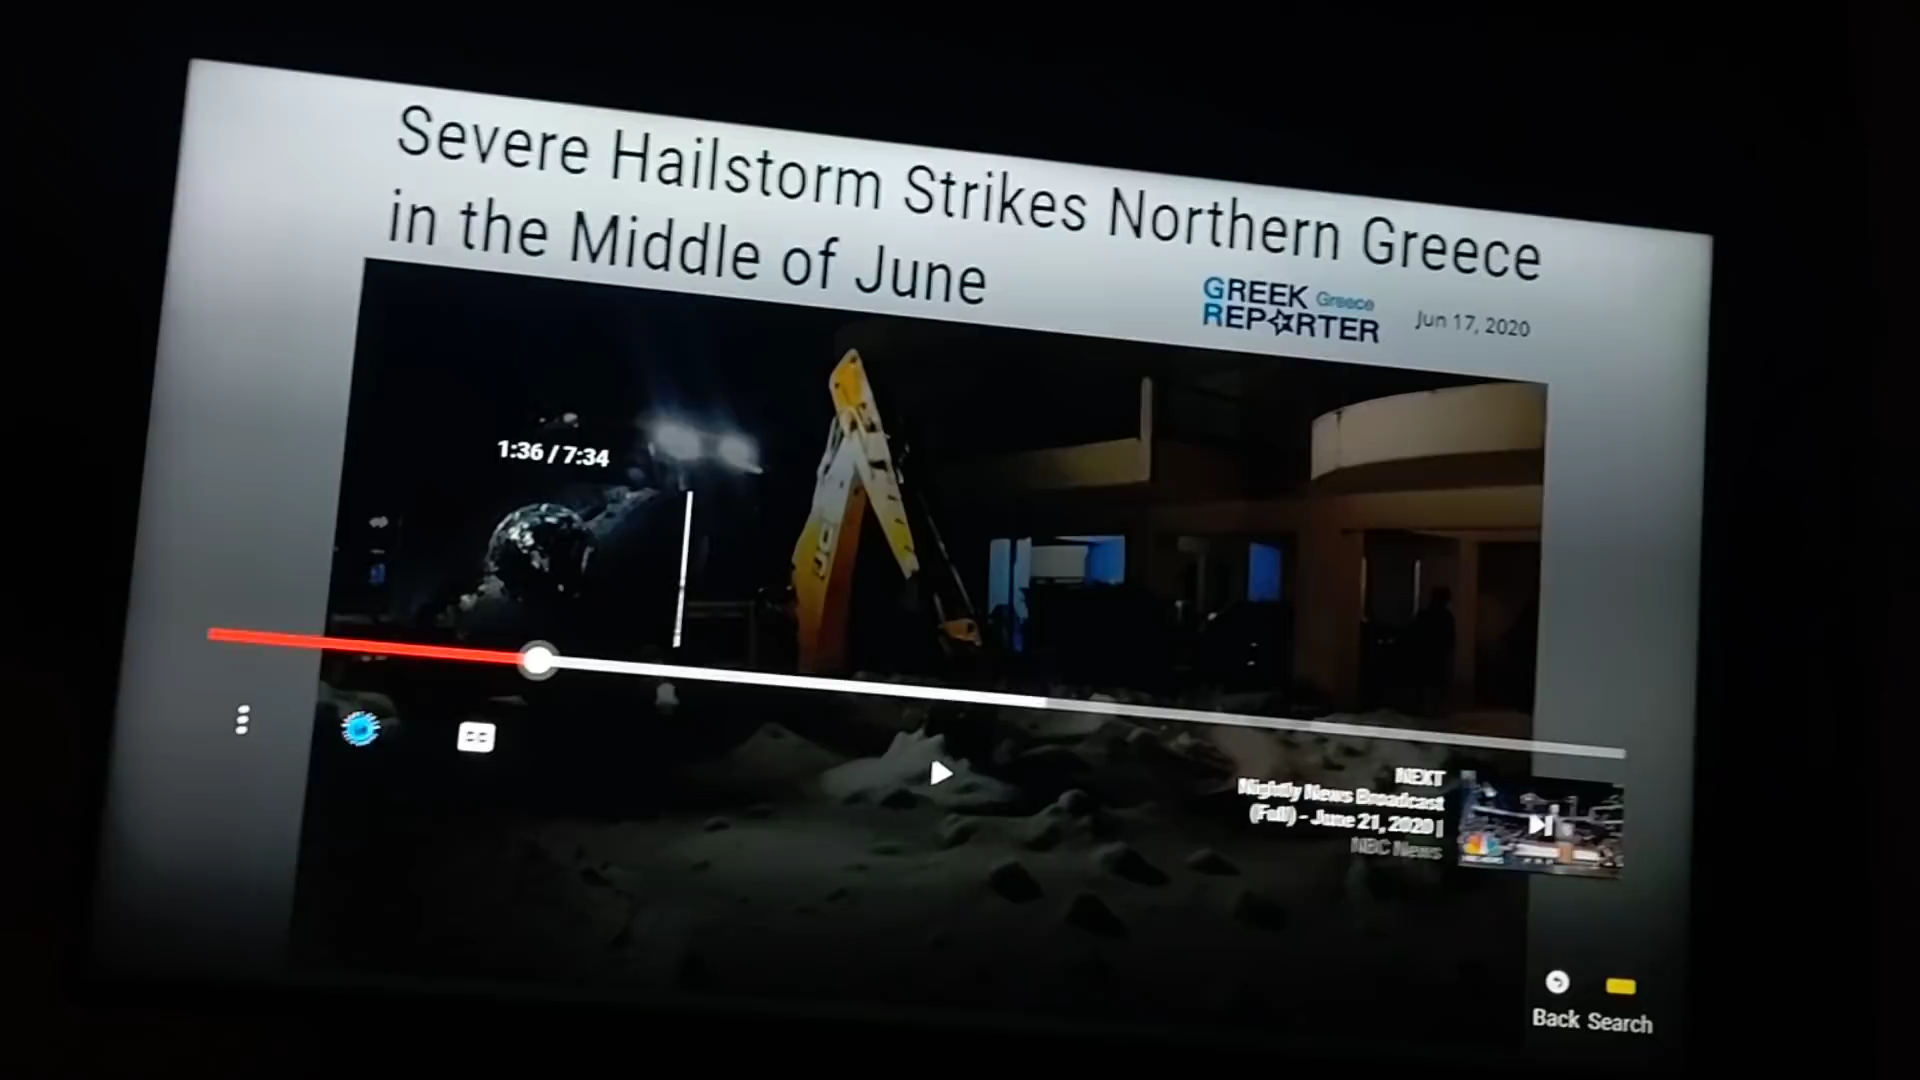 Severe Hailstorm Strikes Northern Greece
in the Middle of June
GREEK Greece
REPORTER
Jun 17, 2020
1:36 / 7:34
JCB
CC
NEXT
Nightly News Broadcast
(Full) - June 21, 2020 |
NBC News
Back Search